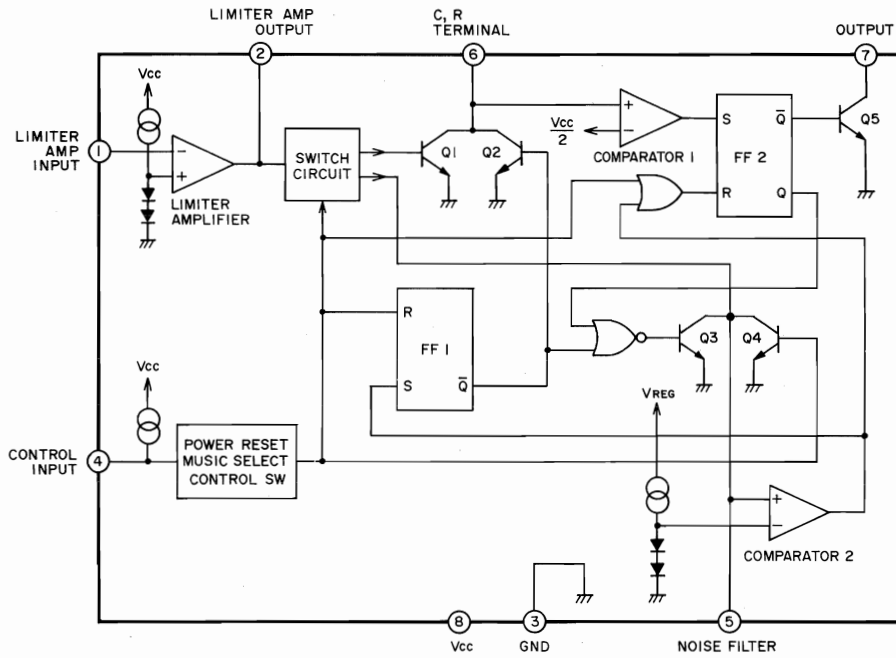 LIMITER AMP
OUTPUT
2
C, R
TERMINAL
6
OUTPUT
7
Vcc
LIMITER
AMP
INPUT
1
−
+
LIMITER
AMPLIFIER
SWITCH
CIRCUIT
Q1
Q2
Vcc
2
+
−
COMPARATOR 1
S
Q̅
FF 2
R
Q
Q5
R
FF 1
S
Q̅
Q3
Q4
Vcc
CONTROL
INPUT
4
POWER RESET
MUSIC SELECT
CONTROL SW
VREG
+
−
COMPARATOR 2
8
Vcc
3
GND
5
NOISE FILTER